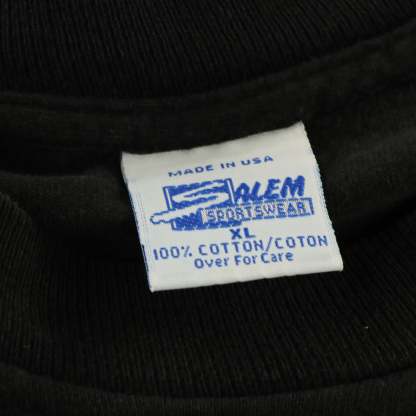 MADE IN USA
SALEM
SPORTSWEAR
XL
100% COTTON/COTON
Over For Care